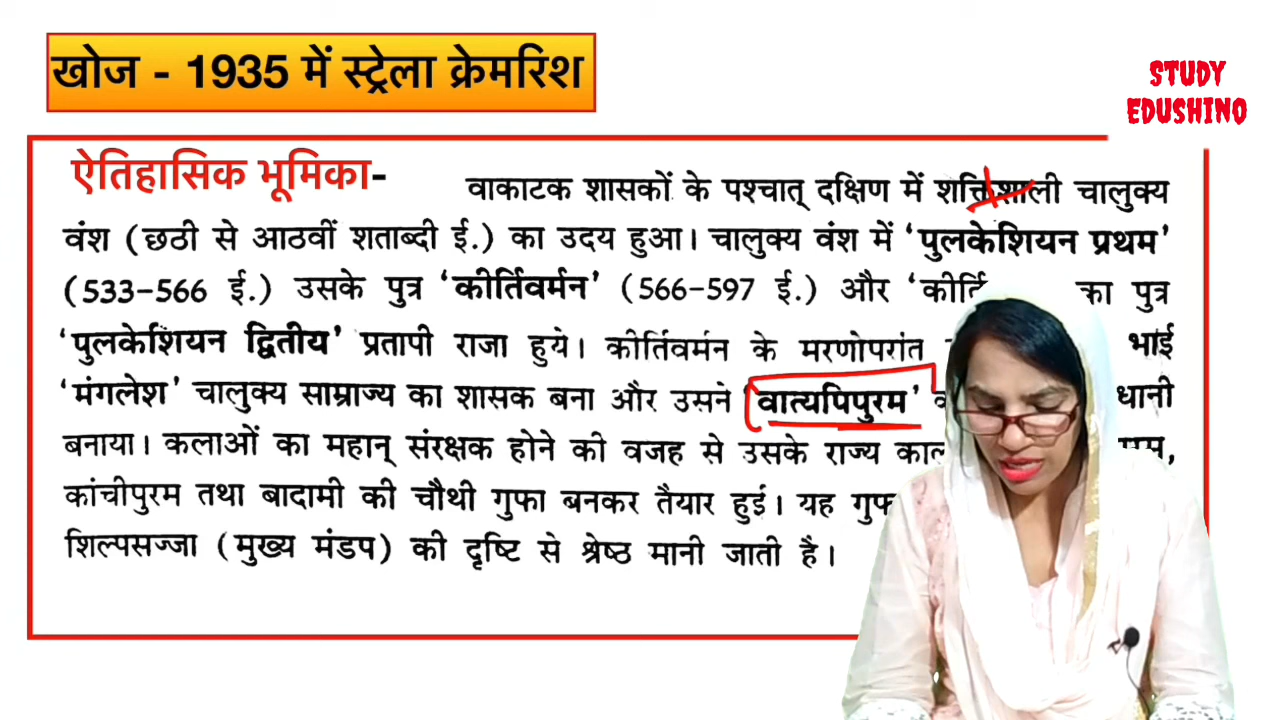 खोज - 1935 में स्ट्रेला क्रेमरिश
STUDY
EDUSHINO
ऐतिहासिक भूमिका-
वाकाटक शासकों के पश्चात् दक्षिण में शक्तिशाली चालुक्य
वंश (छठी से आठवीं शताब्दी ई.) का उदय हुआ। चालुक्य वंश में 'पुलकेशियन प्रथम'
(533-566 ई.) उसके पुत्र 'कीर्तिवर्मन' (566-597 ई.) और का पुत्र
'पुलकेशियन द्वितीय' प्रतापी राजा हुये। कीर्तिवर्मन के मरणोपरांत भाई
'मंगलेश' चालुक्य साम्राज्य का शासक बना और उसने 'वात्यपिपुरम'
बनाया। कलाओं का महान् संरक्षक होने की वजह से उसके राज्य
कांचीपुरम तथा बादामी की चौथी गुफा बनकर तैयार हुई। यह
शिल्पसज्जा (मुख्य मंडप) की दृष्टि से श्रेष्ठ मानी जाती है।